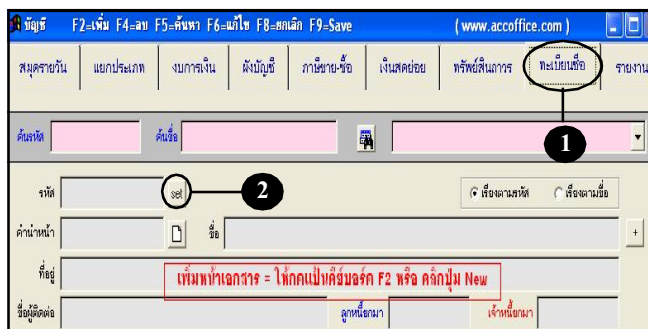 บัญชี F2=เพิ่ม F4=ลบ F5=ค้นหา F6=แก้ไข F8=ยกเลิก F9=Save ( www.accoffice.com )
สมุดรายวัน แยกประเภท งบการเงิน ผังบัญชี ภาษีขาย-ซื้อ เงินสดย่อย ทรัพย์สินถาวร ทะเบียนชื่อ รายงาน
1
ค้นรหัส ค้นชื่อ
รหัส set 2 เรียงตามรหัส เรียงตามชื่อ
คำนำหน้า ชื่อ +
ที่อยู่ เพิ่มหน้าเอกสาร = ให้กดแป้นคีย์บอร์ด F2 หรือ คลิกปุ่ม New
ชื่อผู้ติดต่อ ลูกหนี้ยกมา เจ้าหนี้ยกมา